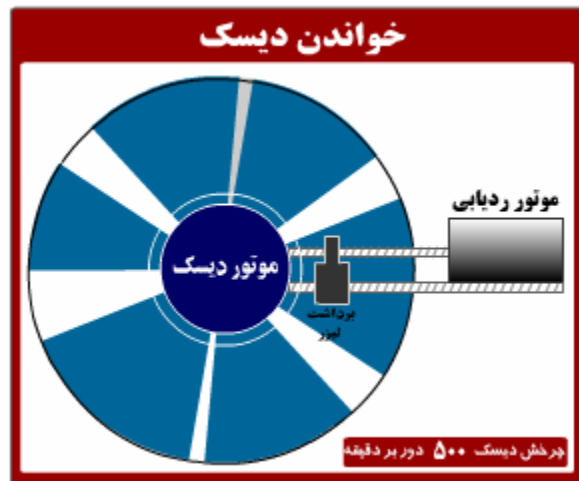 خواندن دیسک
موتور ردیابی
موتور دیسک
برداشت
لیزر
چرخش دیسک ۵۰۰ دور بر دقیقه